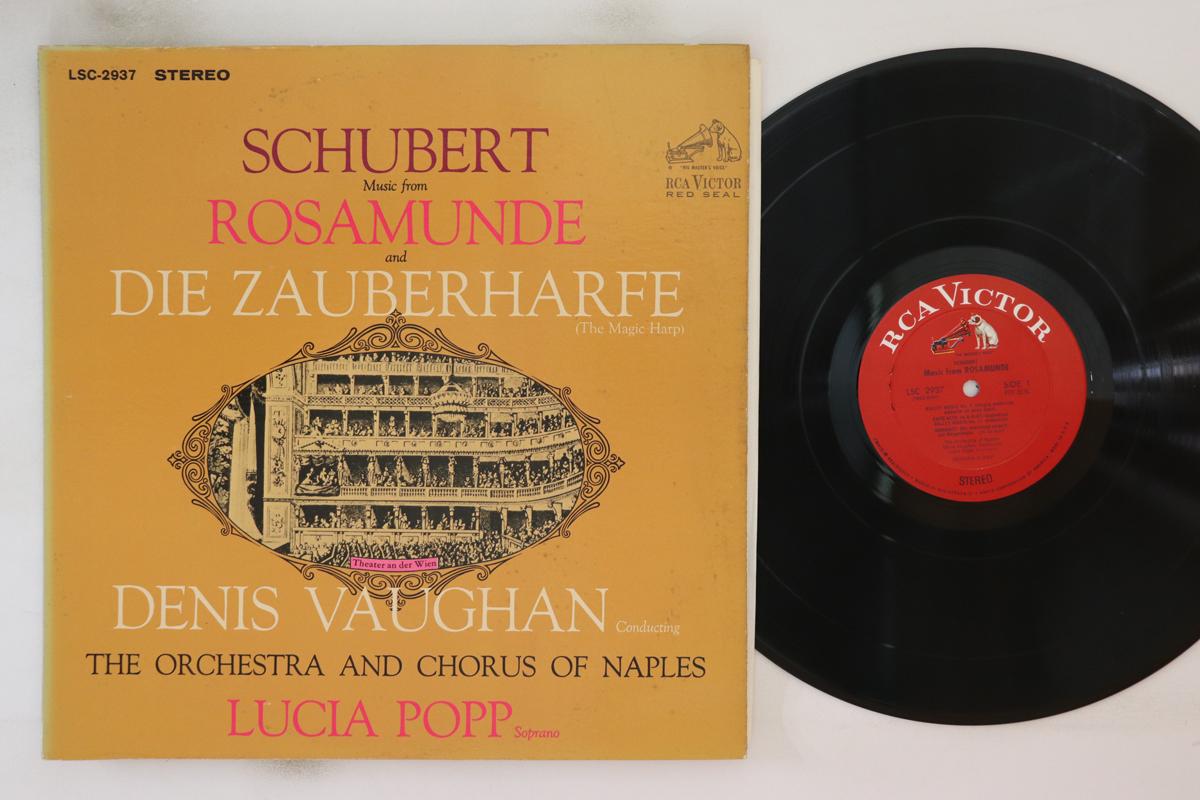 LSC-2937 STEREO
SCHUBERT
Music from
ROSAMUNDE
and
DIE ZAUBERHARFE
(The Magic Harp)
"HIS MASTER'S VOICE"
RCA VICTOR
RED SEAL
Theater an der Wien
DENIS VAUGHAN Conducting
THE ORCHESTRA AND CHORUS OF NAPLES
LUCIA POPP Soprano
RCA VICTOR
SCHUBERT
Music from ROSAMUNDE
LSC 2937 SIDE 1
STEREO